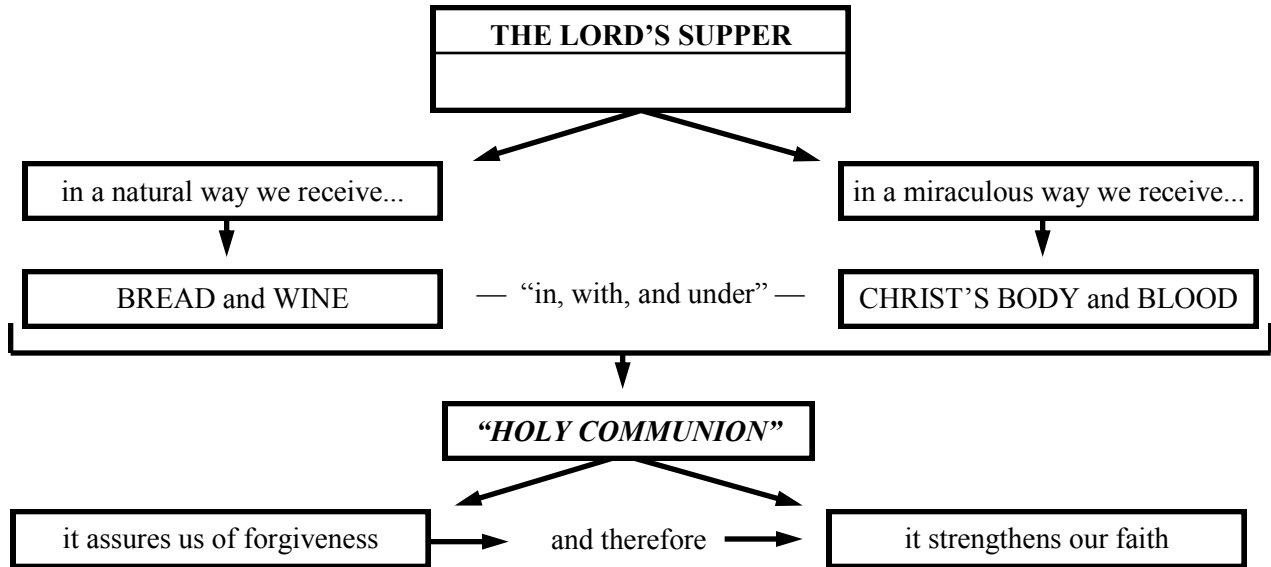 THE LORD’S SUPPER
in a natural way we receive...
in a miraculous way we receive...
BREAD and WINE
— “in, with, and under” —
CHRIST’S BODY and BLOOD
“HOLY COMMUNION”
it assures us of forgiveness
and therefore
it strengthens our faith